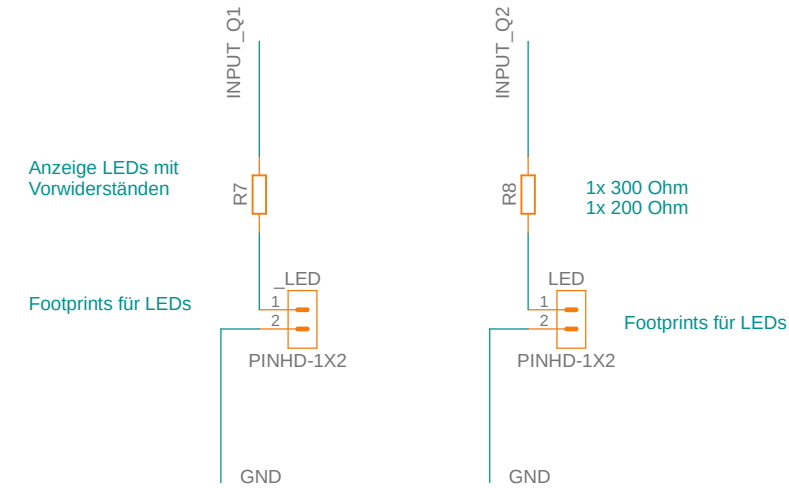 INPUT_Q1
INPUT_Q2
Anzeige LEDs mit
Vorwiderständen
R7
R8
1x 300 Ohm
1x 200 Ohm
_LED
LED
Footprints für LEDs
1
2
1
2
Footprints für LEDs
PINHD-1X2
PINHD-1X2
GND
GND